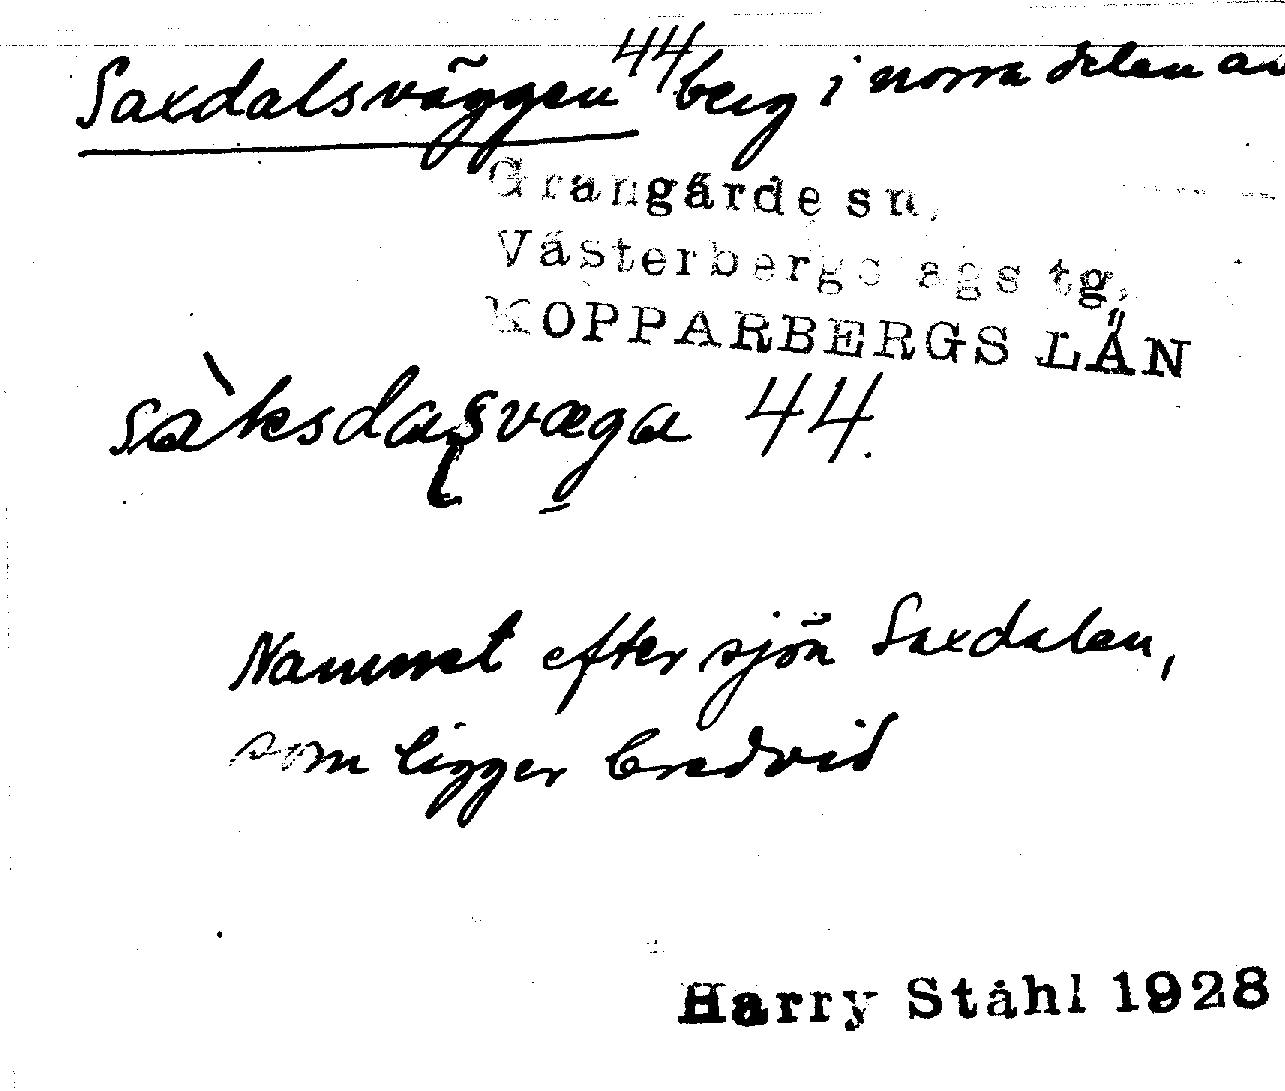 Saxdalsväggen 44 berg i norra delen av
Grangärde sn,
Västerbergslags tg,
KOPPARBERGS LÄN
sàksdaʂvæga 44.
Namnet efter sjön Saxdalen,
som ligger bredvid
Harry Ståhl 1928